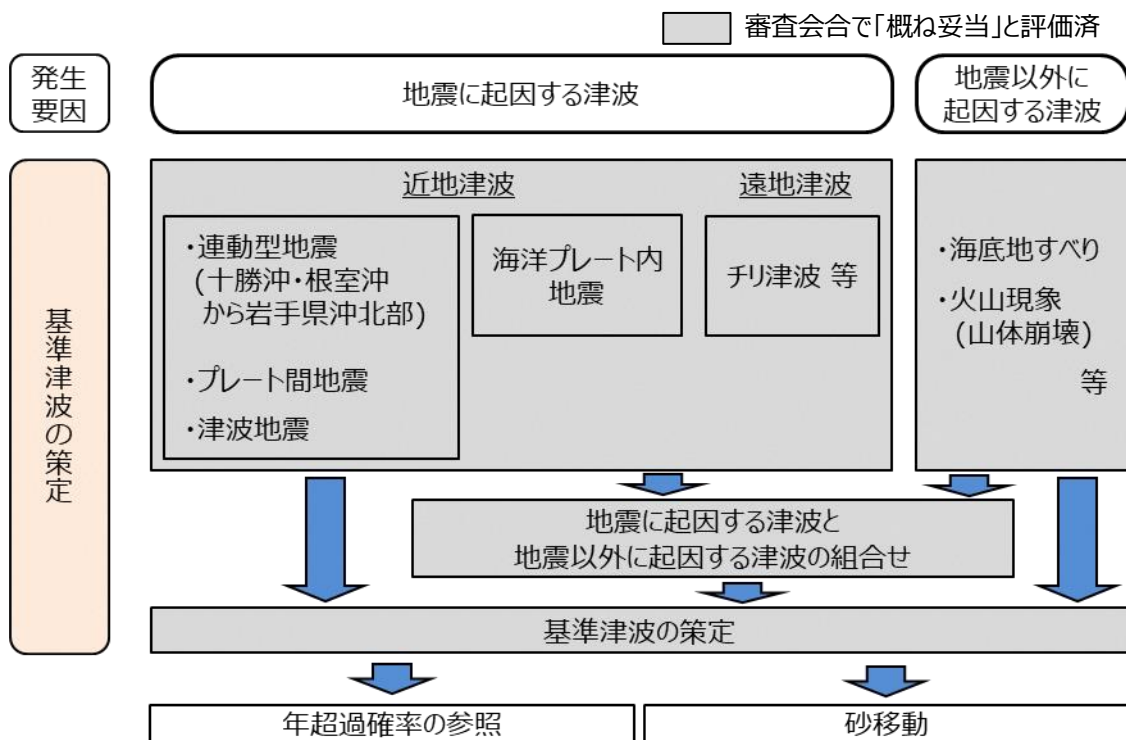 審査会合で「概ね妥当」と評価済
発生
要因
地震に起因する津波
地震以外に
起因する津波
基準津波の策定
近地津波
遠地津波
・連動型地震
(十勝沖・根室沖
から岩手県沖北部)
・プレート間地震
・津波地震
海洋プレート内
地震
チリ津波 等
・海底地すべり
・火山現象
(山体崩壊)
等
地震に起因する津波と
地震以外に起因する津波の組合せ
基準津波の策定
年超過確率の参照
砂移動